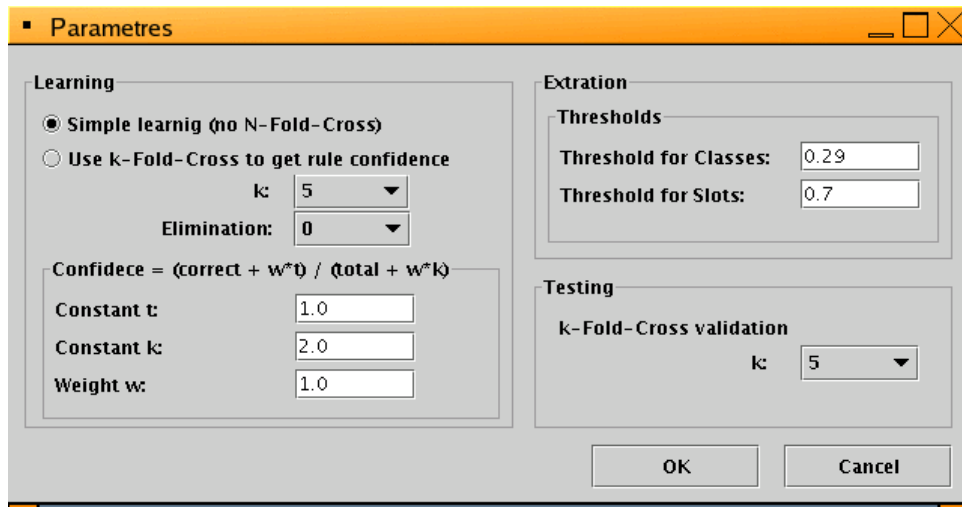 Parametres
Learning
Simple learnig (no N-Fold-Cross)
Use k-Fold-Cross to get rule confidence
k: 5
Elimination: 0
Confidece = (correct + w*t) / (total + w*k)
Constant t: 1.0
Constant k: 2.0
Weight w: 1.0
Extration
Thresholds
Threshold for Classes: 0.29
Threshold for Slots: 0.7
Testing
k-Fold-Cross validation
k: 5
OK Cancel